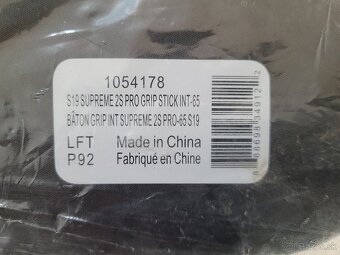 1054178
S19 SUPREME 2S PRO GRIP STICK INT-65
BÂTON GRIP INT SUPREME 2S PRO-65 S19
LFT Made in China
P92 Fabriqué en Chine